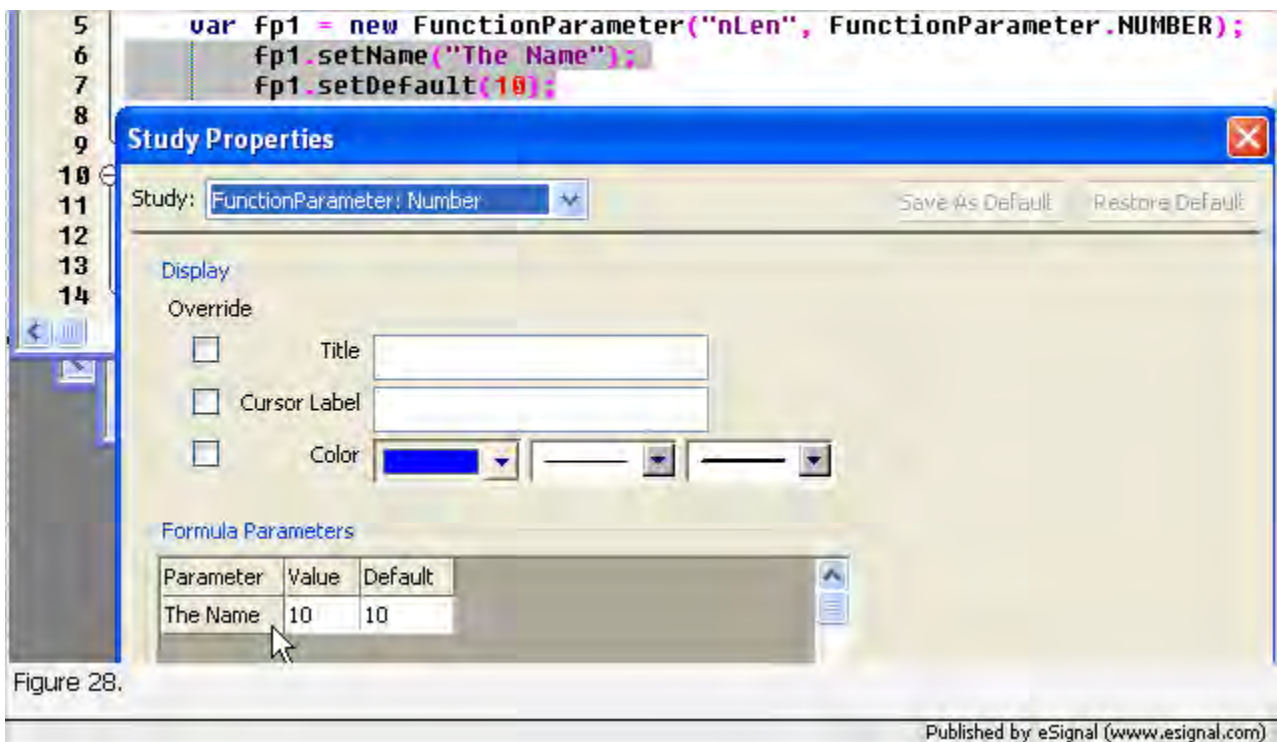 5 var fp1 = new FunctionParameter("nLen", FunctionParameter.NUMBER);
6 fp1.setName("The Name");
7 fp1.setDefault(10);
8
9
10
11
12
13
14
Study Properties
Study: FunctionParameter: Number Save As Default Restore Default
Display
Override
Title
Cursor Label
Color
Formula Parameters
Parameter Value Default
The Name 10 10
Figure 28.
Published by eSignal (www.esignal.com)